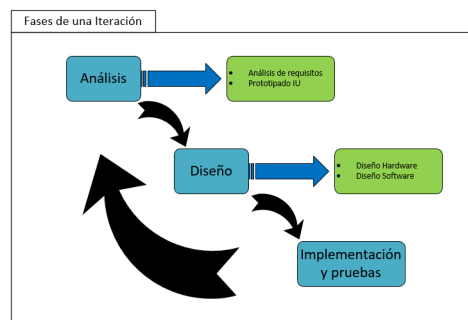 Fases de una Iteración
Análisis
• Análisis de requisitos
• Prototipado IU
Diseño
• Diseño Hardware
• Diseño Software
Implementación
y pruebas